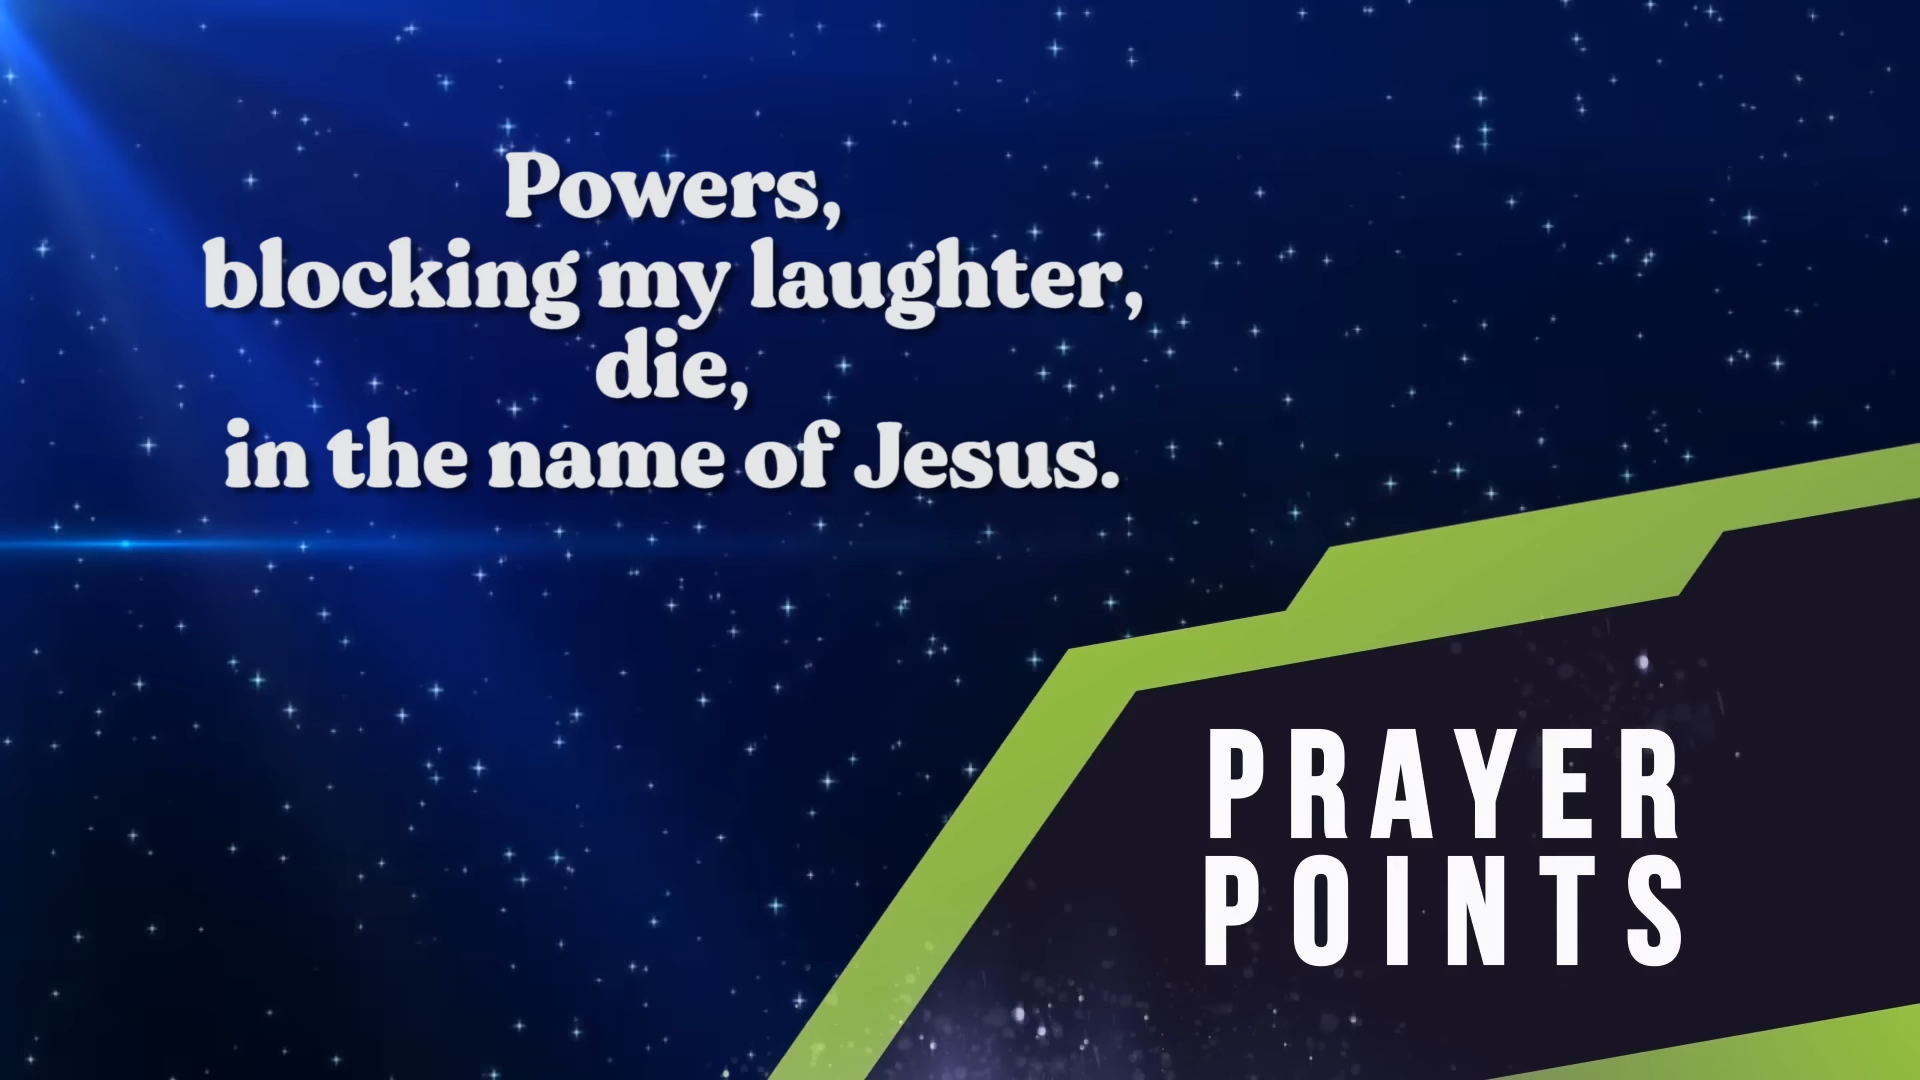 Powers,
blocking my laughter,
die,
in the name of Jesus.
PRAYER
POINTS